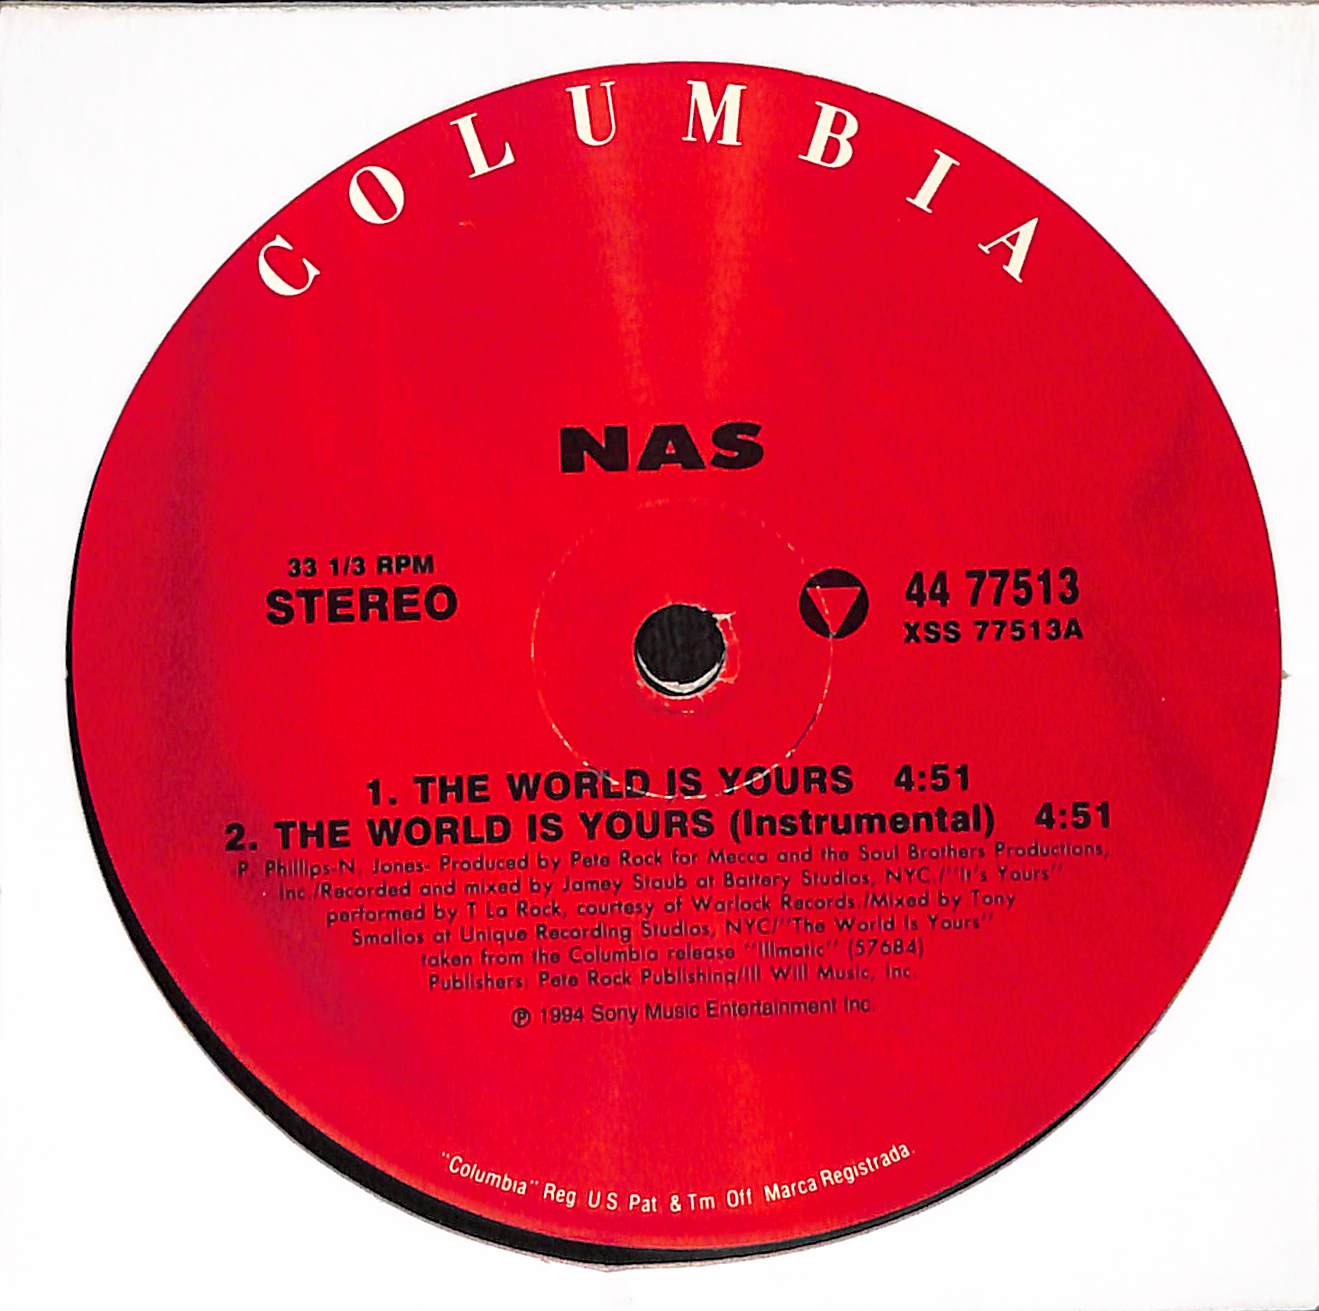 COLUMBIA
NAS
33 1/3 RPM
STEREO
44 77513
XSS 77513A
1. THE WORLD IS YOURS 4:51
2. THE WORLD IS YOURS (Instrumental) 4:51
P. Phillips-N. Jones- Produced by Pete Rock for Mecca and the Soul Brothers Productions,
Inc./Recorded and mixed by Jamey Staub at Battery Studios, NYC./"It's Yours"
performed by T La Rock, courtesy of Warlock Records./Mixed by Tony
Smalios at Unique Recording Studios, NYC/"The World Is Yours"
taken from the Columbia release "Illmatic" (57684)
Publishers: Pete Rock Publishing/Ill Will Music, Inc.
℗ 1994 Sony Music Entertainment Inc.
"Columbia" Reg. U.S. Pat. & Tm. Off. Marca Registrada.